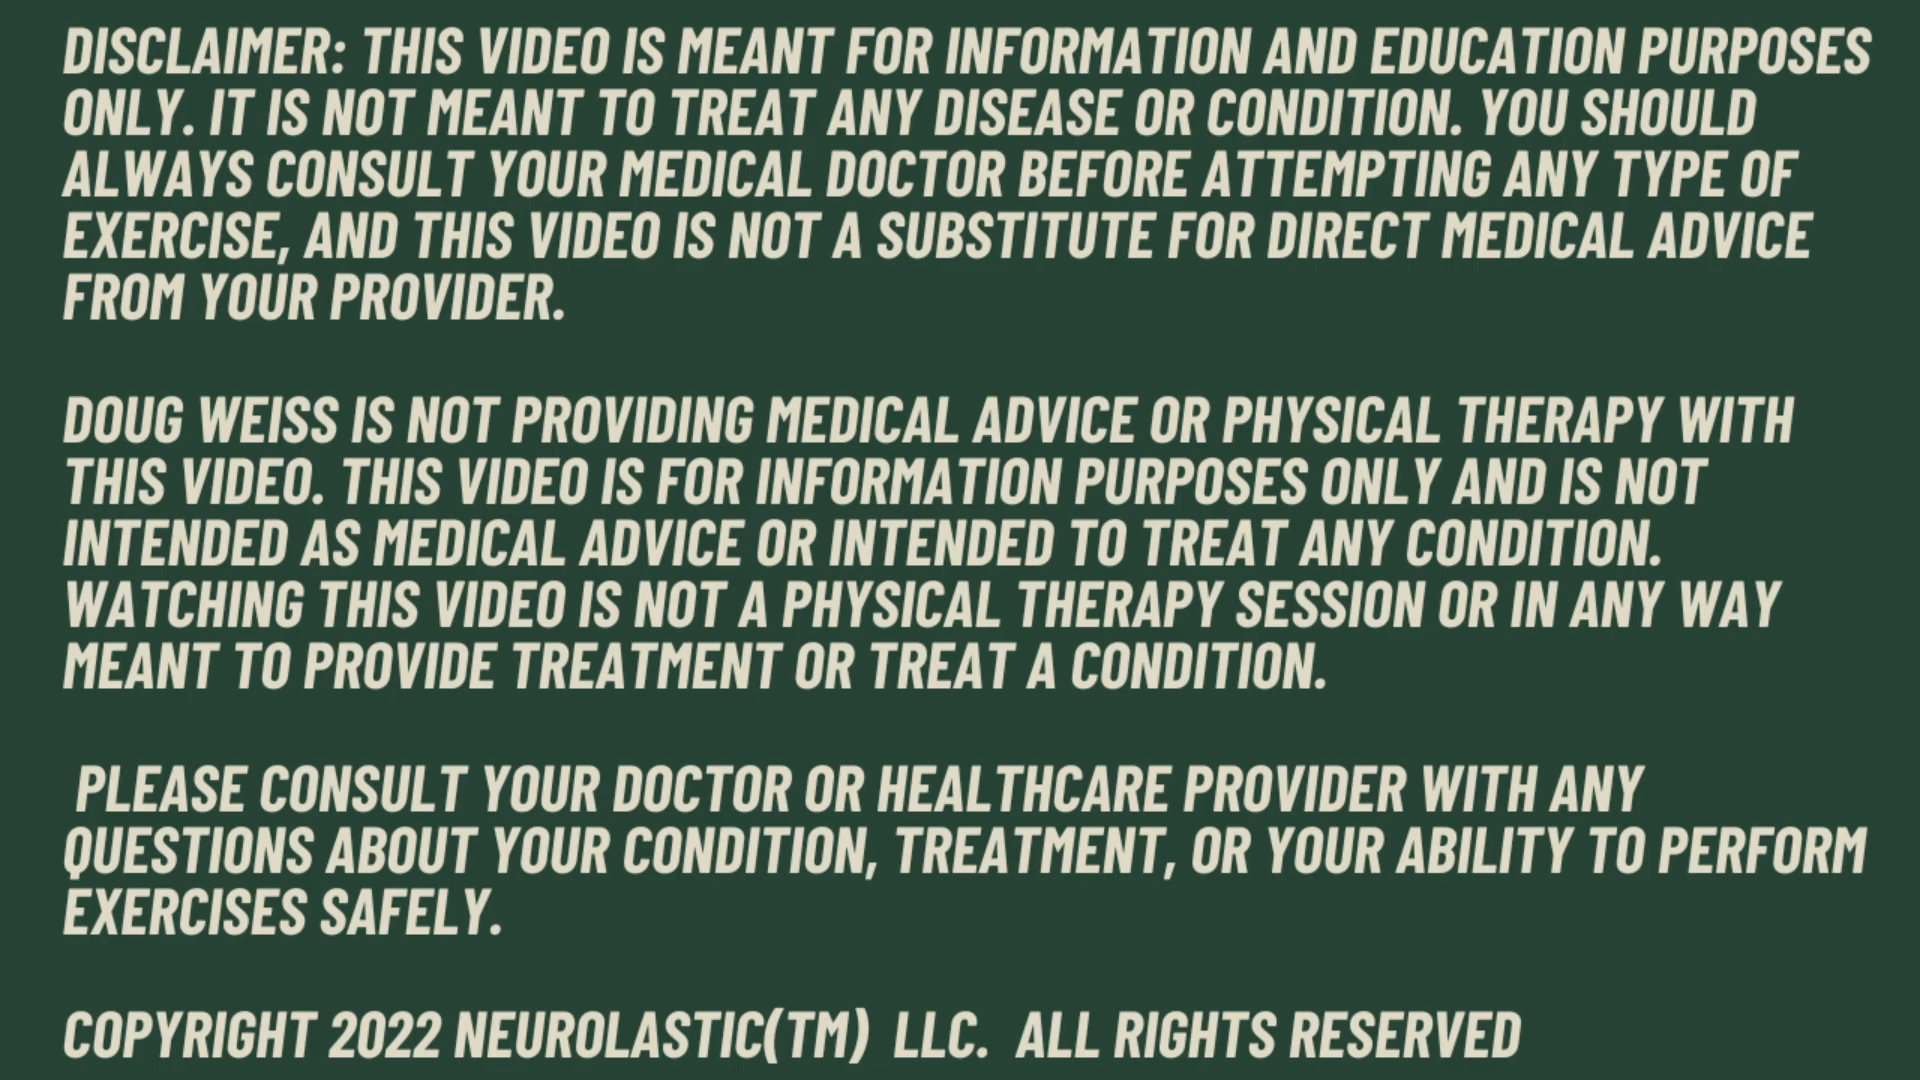 DISCLAIMER: THIS VIDEO IS MEANT FOR INFORMATION AND EDUCATION PURPOSES
ONLY. IT IS NOT MEANT TO TREAT ANY DISEASE OR CONDITION. YOU SHOULD
ALWAYS CONSULT YOUR MEDICAL DOCTOR BEFORE ATTEMPTING ANY TYPE OF
EXERCISE, AND THIS VIDEO IS NOT A SUBSTITUTE FOR DIRECT MEDICAL ADVICE
FROM YOUR PROVIDER.
DOUG WEISS IS NOT PROVIDING MEDICAL ADVICE OR PHYSICAL THERAPY WITH
THIS VIDEO. THIS VIDEO IS FOR INFORMATION PURPOSES ONLY AND IS NOT
INTENDED AS MEDICAL ADVICE OR INTENDED TO TREAT ANY CONDITION.
WATCHING THIS VIDEO IS NOT A PHYSICAL THERAPY SESSION OR IN ANY WAY
MEANT TO PROVIDE TREATMENT OR TREAT A CONDITION.
PLEASE CONSULT YOUR DOCTOR OR HEALTHCARE PROVIDER WITH ANY
QUESTIONS ABOUT YOUR CONDITION, TREATMENT, OR YOUR ABILITY TO PERFORM
EXERCISES SAFELY.
COPYRIGHT 2022 NEUROLASTIC(TM) LLC. ALL RIGHTS RESERVED